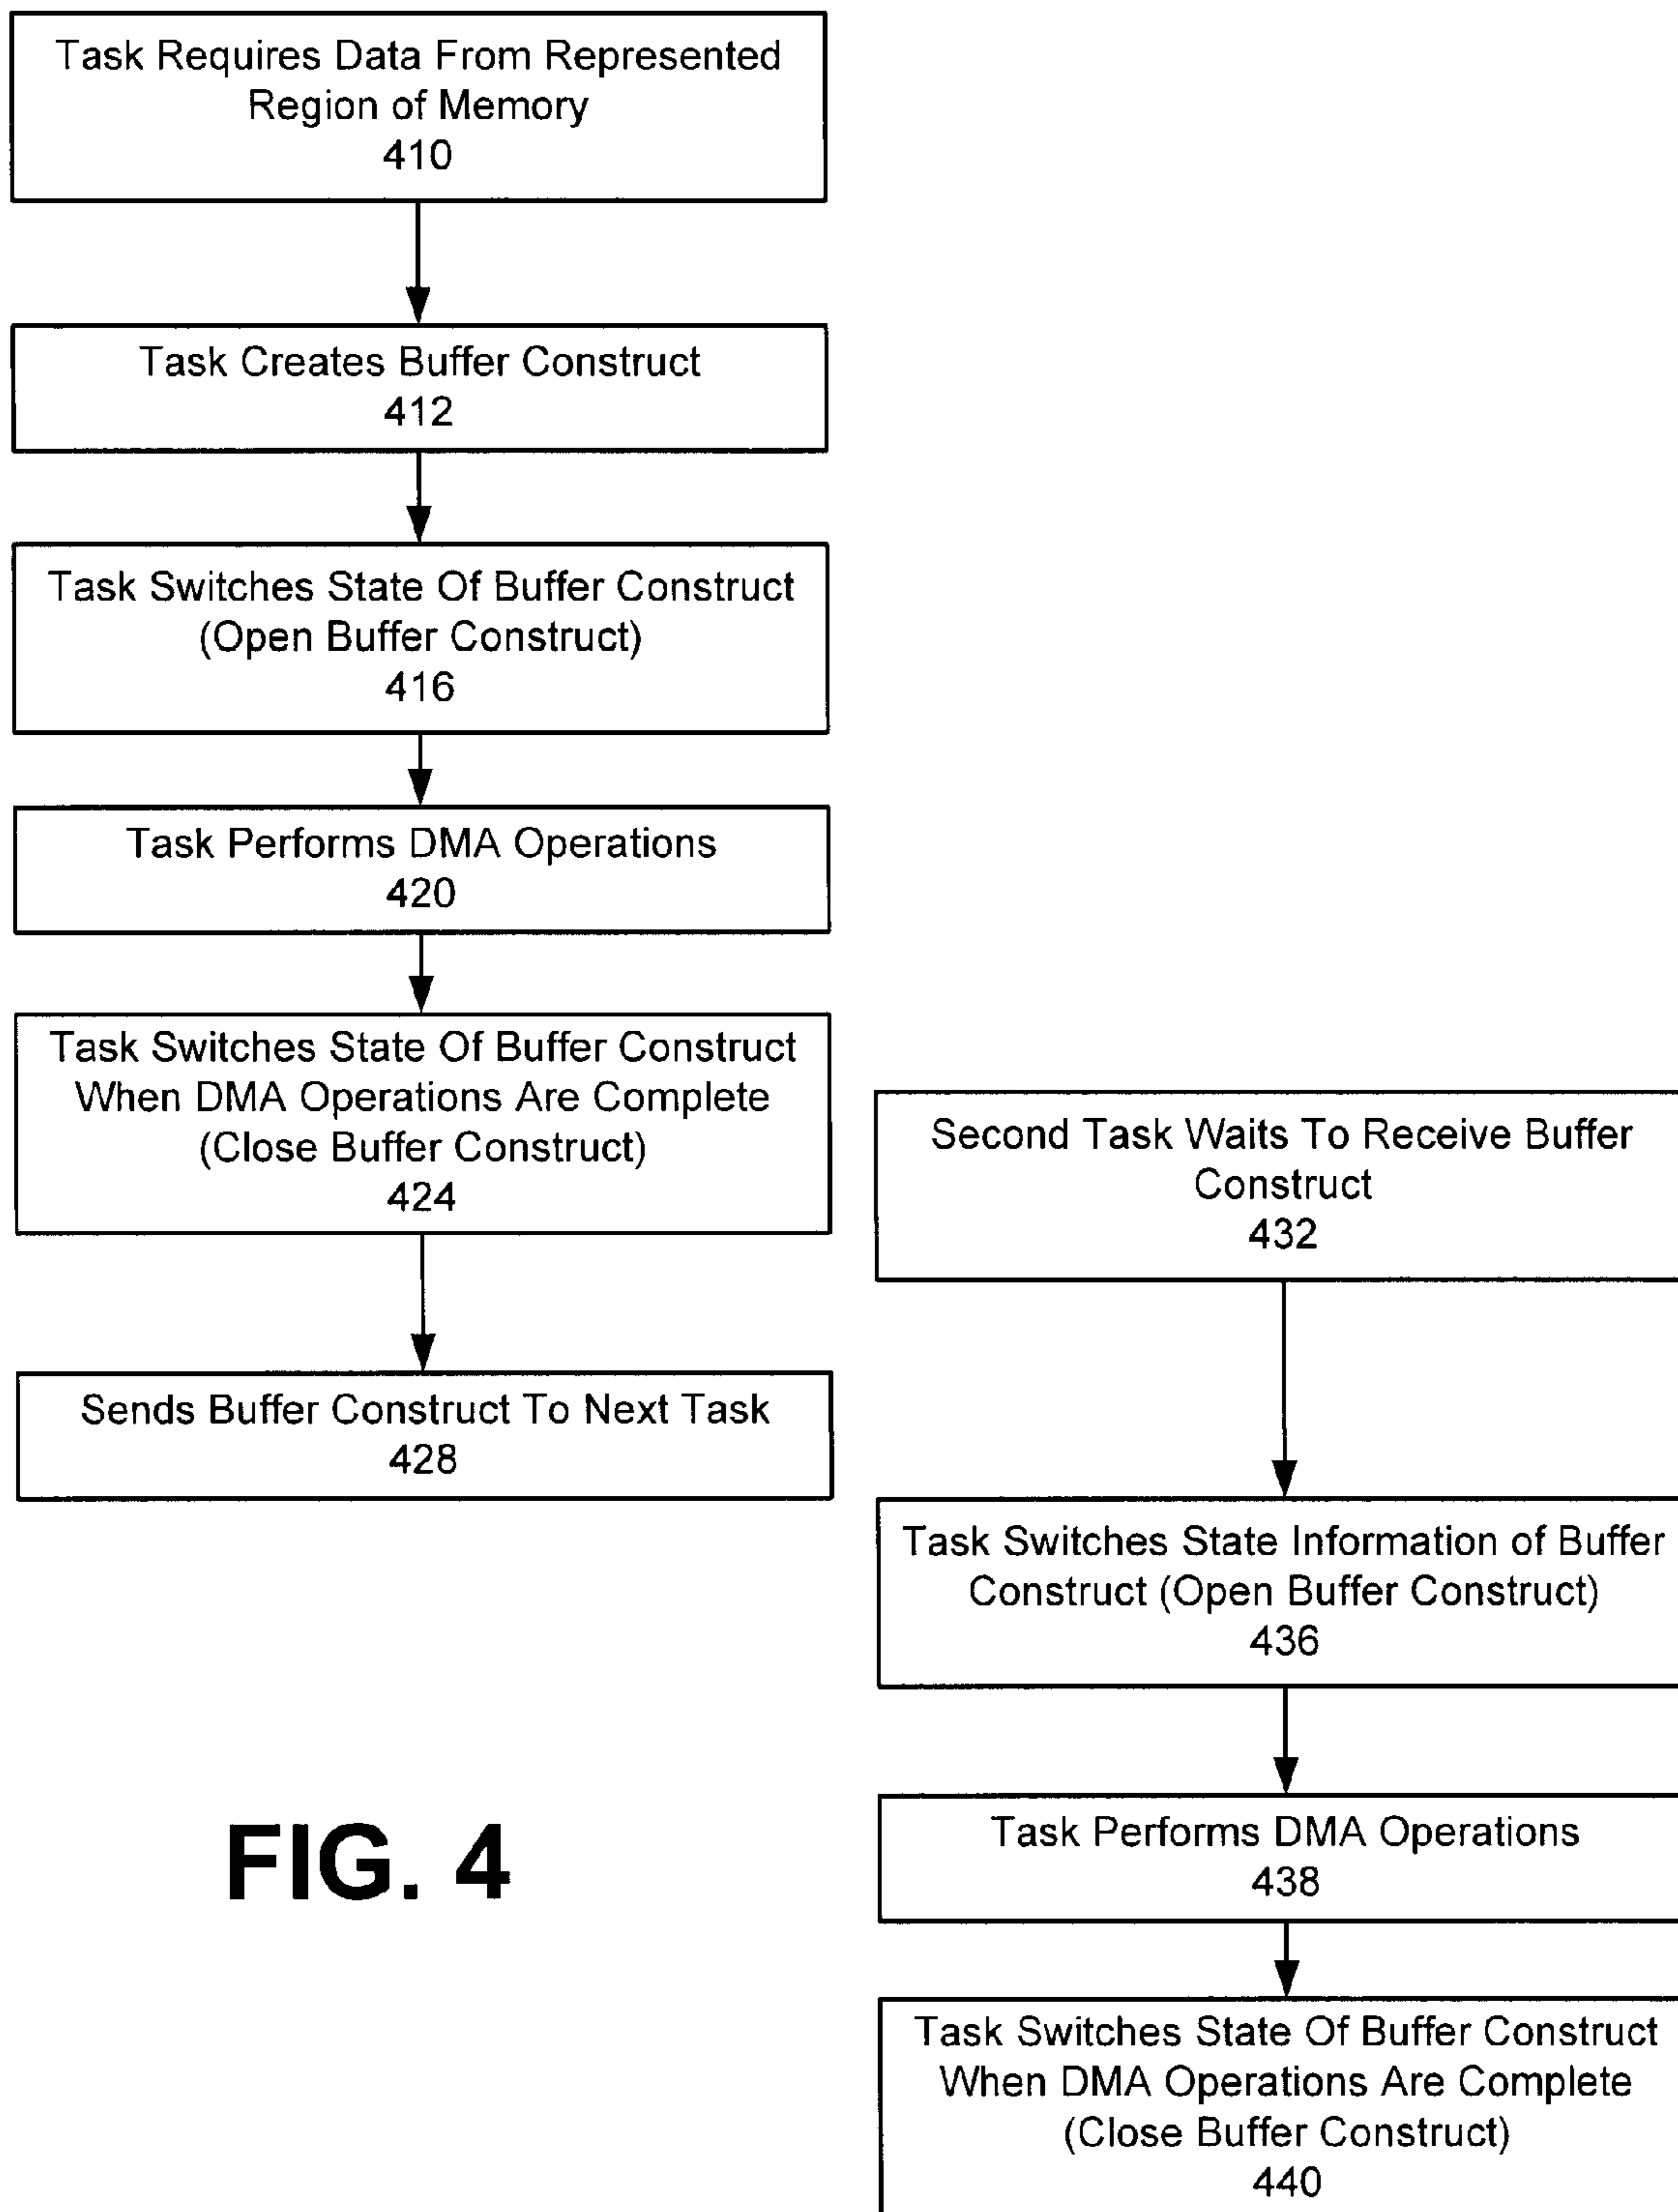 Task Requires Data From Represented
Region of Memory
410
Task Creates Buffer Construct
412
Task Switches State Of Buffer Construct
(Open Buffer Construct)
416
Task Performs DMA Operations
420
Task Switches State Of Buffer Construct
When DMA Operations Are Complete
(Close Buffer Construct)
424
Sends Buffer Construct To Next Task
428
Second Task Waits To Receive Buffer
Construct
432
Task Switches State Information of Buffer
Construct (Open Buffer Construct)
436
Task Performs DMA Operations
438
Task Switches State Of Buffer Construct
When DMA Operations Are Complete
(Close Buffer Construct)
440
FIG. 4